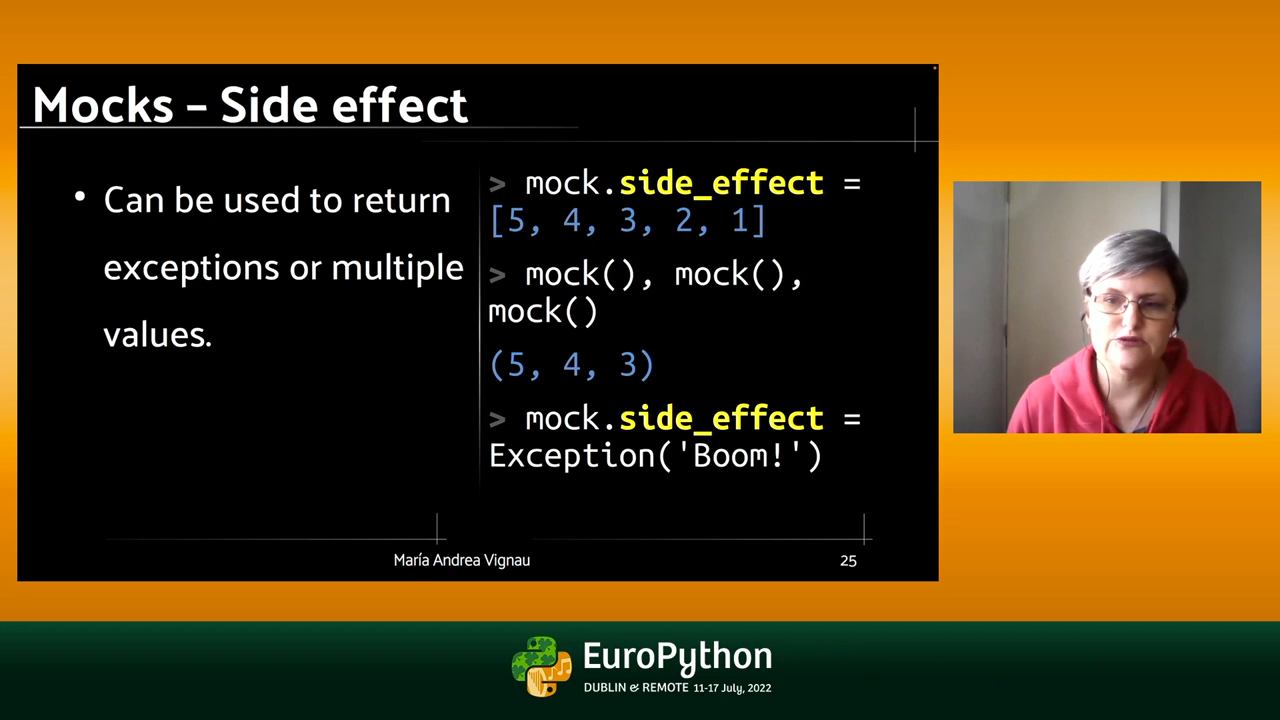 Mocks – Side effect
• Can be used to return
exceptions or multiple
values.
> mock.side_effect =
[5, 4, 3, 2, 1]
> mock(), mock(),
mock()
(5, 4, 3)
> mock.side_effect =
Exception('Boom!')
María Andrea Vignau
25
EuroPython
DUBLIN & REMOTE 11-17 July, 2022